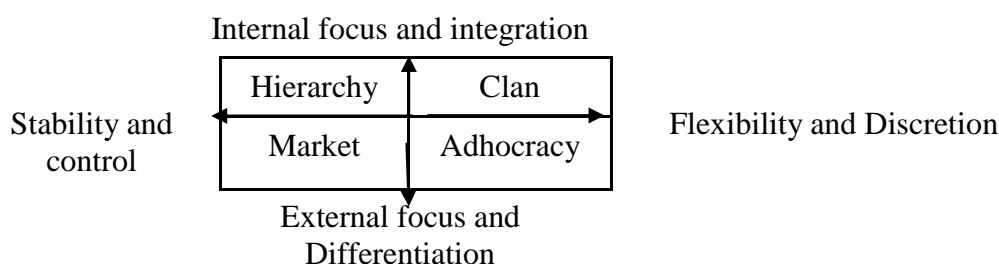 Internal focus and integration
Hierarchy Clan
Stability and
control
Flexibility and Discretion
Market Adhocracy
External focus and
Differentiation